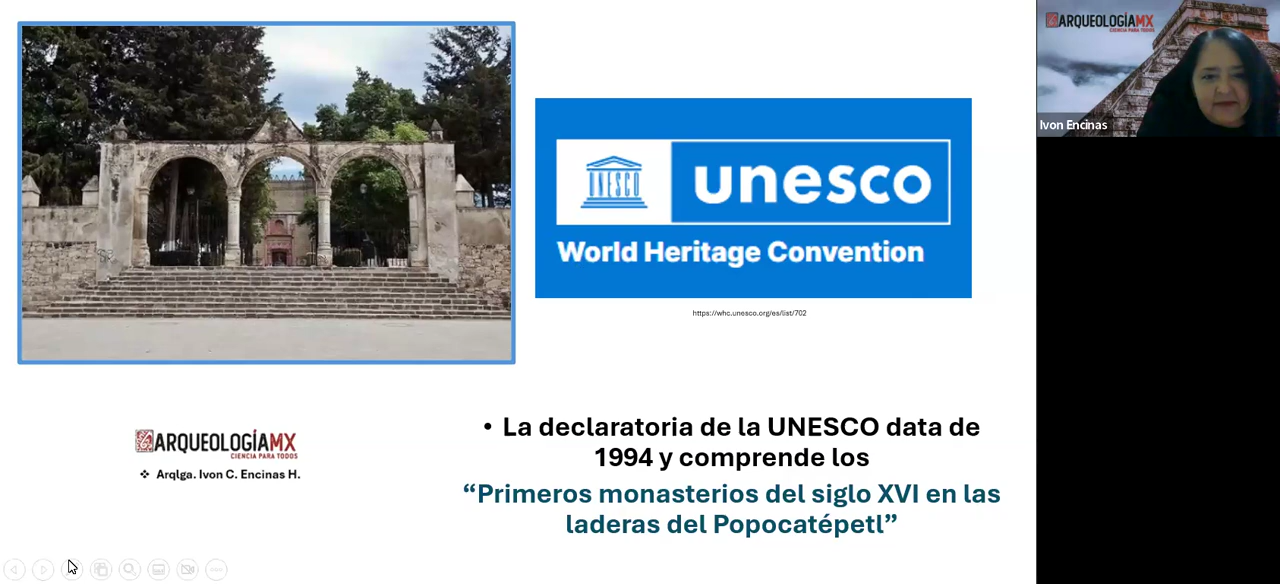 UNESCO
unesco
World Heritage Convention
https://whc.unesco.org/es/list/702
ARQUEOLOGÍAMX
CIENCIA PARA TODOS
❖ Arqlga. Ivon C. Encinas H.
• La declaratoria de la UNESCO data de
1994 y comprende los
“Primeros monasterios del siglo XVI en las
laderas del Popocatépetl”
ARQUEOLOGÍAMX
CIENCIA PARA TODOS
Ivon Encinas